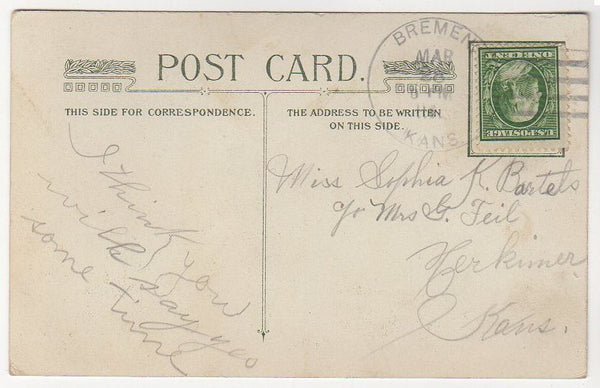 POST CARD.
THIS SIDE FOR CORRESPONDENCE.
THE ADDRESS TO BE WRITTEN
ON THIS SIDE.
BREMEN
MAR
KANS
U.S. POSTAGE
ONE CENT
I think you
will say yes
some time
Miss Sophia K. Bartels
c/o Mrs G. Teil
Herkimer
Kans.